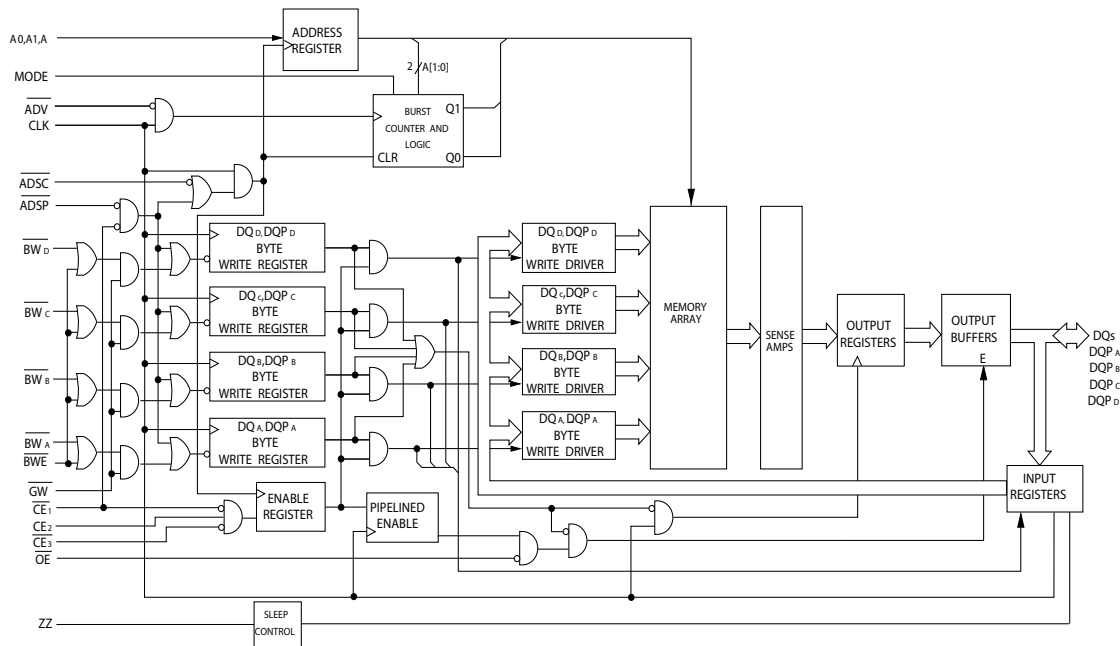 A0,A1,A
ADDRESS
REGISTER
MODE
2 A[1:0]
ADV
CLK
BURST
COUNTER AND
LOGIC
Q1
CLR
Q0
ADSC
ADSP
BW D
DQ D, DQP D
BYTE
WRITE REGISTER
DQ D, DQP D
BYTE
WRITE DRIVER
BW C
DQ c, DQP C
BYTE
WRITE REGISTER
DQ c, DQP C
BYTE
WRITE DRIVER
MEMORY
ARRAY
SENSE
AMPS
OUTPUT
REGISTERS
OUTPUT
BUFFERS
E
DQs
DQP A
DQP B
DQP C
DQP D
BW B
DQ B, DQP B
BYTE
WRITE REGISTER
DQ B, DQP B
BYTE
WRITE DRIVER
BW A
BWE
DQ A, DQP A
BYTE
WRITE REGISTER
DQ A, DQP A
BYTE
WRITE DRIVER
GW
CE1
CE2
CE3
OE
ENABLE
REGISTER
PIPELINED
ENABLE
INPUT
REGISTERS
ZZ
SLEEP
CONTROL